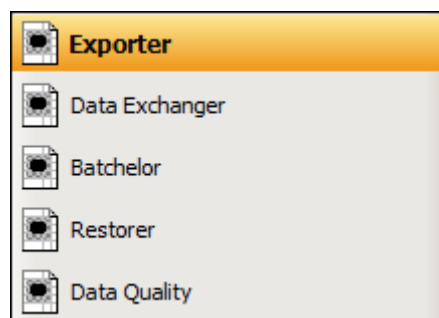 Exporter
Data Exchanger
Batchelor
Restorer
Data Quality